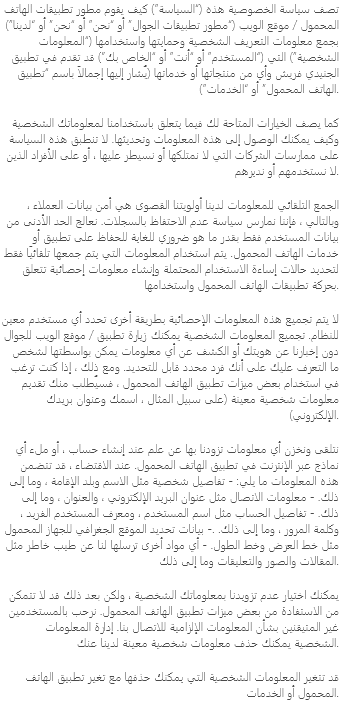 تصف سياسة الخصوصية هذه ("السياسة") كيف يقوم مطور تطبيقات الهاتف
المحمول / موقع الويب ("مطور تطبيقات الجوال" أو "نحن" أو "نحن" أو "لدينا")
بجمع معلومات التعريف الشخصية وحمايتها واستخدامها ("المعلومات
الشخصية") التي ("المستخدم" أو "أنت" أو "الخاص بك") قد تقدم في تطبيق
الجنيدي فريش وأي من منتجاتها أو خدماتها (يُشار إليها إجمالاً باسم "تطبيق
الهاتف المحمول" أو "الخدمات").
كما يصف الخيارات المتاحة لك فيما يتعلق باستخدامنا لمعلوماتك الشخصية
وكيف يمكنك الوصول إلى هذه المعلومات وتحديثها. لا تنطبق هذه السياسة
على ممارسات الشركات التي لا نمتلكها أو نسيطر عليها ، أو على الأفراد الذين
لا نستخدمهم أو نديرهم.
الجمع التلقائي للمعلومات لدينا أولويتنا القصوى هي أمن بيانات العملاء ،
وبالتالي ، فإننا نمارس سياسة عدم الاحتفاظ بالسجلات. نعالج الحد الأدنى من
بيانات المستخدم فقط بقدر ما هو ضروري للغاية للحفاظ على تطبيق أو
خدمات الهاتف المحمول. يتم استخدام المعلومات التي يتم جمعها تلقائيًا فقط
لتحديد حالات إساءة الاستخدام المحتملة وإنشاء معلومات إحصائية تتعلق
بحركة تطبيقات الهاتف المحمول واستخدامها.
لا يتم تجميع هذه المعلومات الإحصائية بطريقة أخرى تحدد أي مستخدم معين
للنظام. تجميع المعلومات الشخصية يمكنك زيارة تطبيق / موقع الويب للجوال
دون إخبارنا عن هويتك أو الكشف عن أي معلومات يمكن بواسطتها لشخص
ما التعرف عليك على أنك فرد محدد قابل للتحديد. ومع ذلك ، إذا كنت ترغب
في استخدام بعض ميزات تطبيق الهاتف المحمول ، فسيُطلب منك تقديم
معلومات شخصية معينة (على سبيل المثال ، اسمك وعنوان بريدك
الإلكتروني).
نتلقى ونخزن أي معلومات تزودنا بها عن علم عند إنشاء حساب ، أو ملء أي
نماذج عبر الإنترنت في تطبيق الهاتف المحمول. عند الاقتضاء ، قد تتضمن
هذه المعلومات ما يلي: - تفاصيل شخصية مثل الاسم وبلد الإقامة ، وما إلى
ذلك. - معلومات الاتصال مثل عنوان البريد الإلكتروني ، والعنوان ، وما إلى
ذلك. - تفاصيل الحساب مثل اسم المستخدم ، ومعرف المستخدم الفريد ،
وكلمة المرور ، وما إلى ذلك. .- بيانات تحديد الموقع الجغرافي للجهاز المحمول
مثل خط العرض وخط الطول. - أي مواد أخرى ترسلها لنا عن طيب خاطر مثل
المقالات والصور والتعليقات وما إلى ذلك.
يمكنك اختيار عدم تزويدنا بمعلوماتك الشخصية ، ولكن بعد ذلك قد لا تتمكن
من الاستفادة من بعض ميزات تطبيق الهاتف المحمول. نرحب بالمستخدمين
غير المتيقنين بشأن المعلومات الإلزامية للاتصال بنا. إدارة المعلومات
الشخصية يمكنك حذف معلومات شخصية معينة لدينا عنك.
قد تتغير المعلومات الشخصية التي يمكنك حذفها مع تغير تطبيق الهاتف
المحمول أو الخدمات.